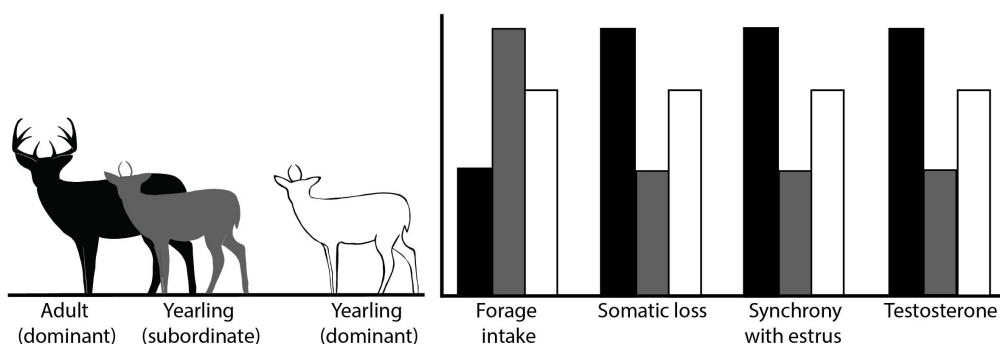 Adult
(dominant)
Yearling
(subordinate)
Yearling
(dominant)
Forage
intake
Somatic loss
Synchrony
with estrus
Testosterone